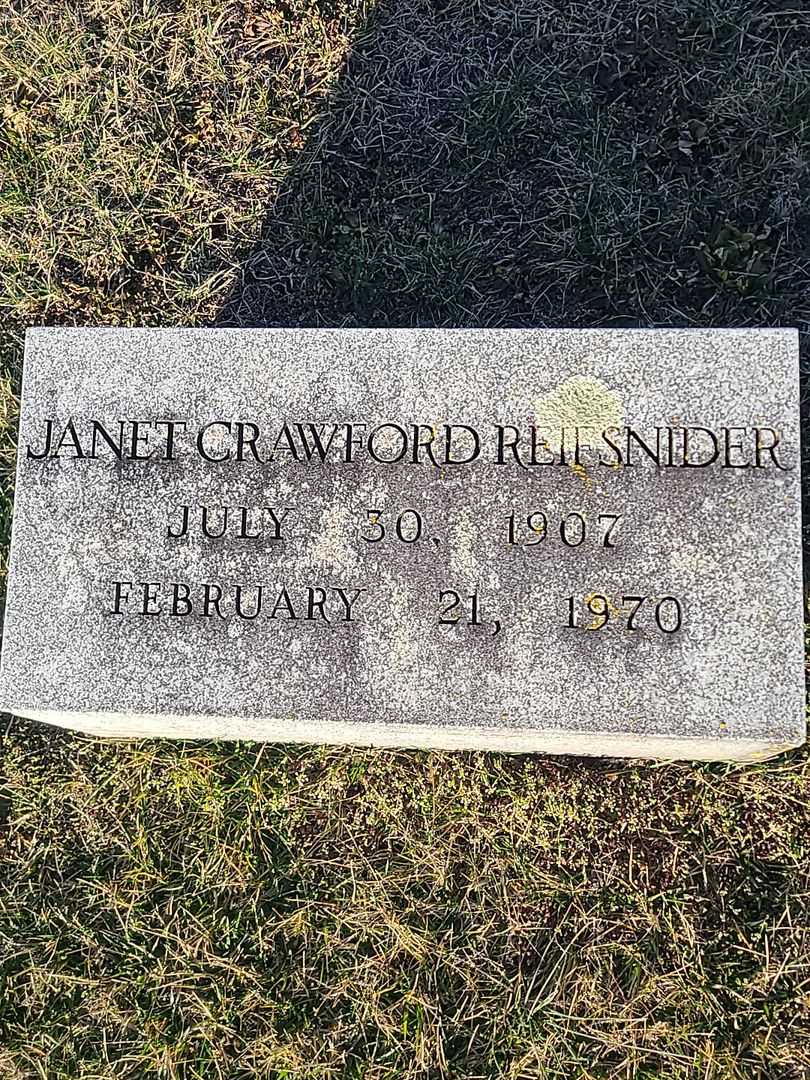 JANET CRAWFORD REIFSNIDER
JULY 30, 1907
FEBRUARY 21, 1970